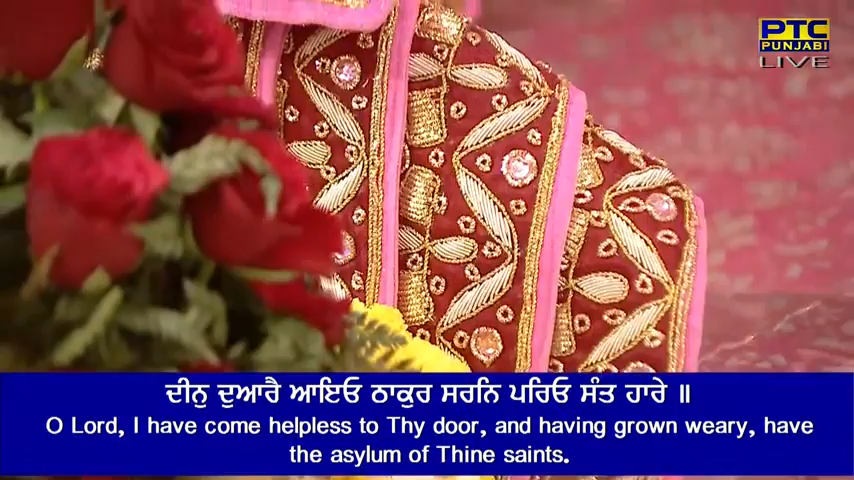 PTC
PUNJABI
LIVE
ਦੀਨੁ ਦੁਆਰੈ ਆਇਓ ਠਾਕੁਰ ਸਰਨਿ ਪਰਿਓ ਸੰਤ ਹਾਰੇ ॥
O Lord, I have come helpless to Thy door, and having grown weary, have
the asylum of Thine saints.